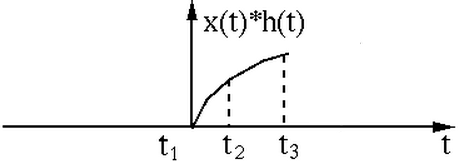 x(t)*h(t)
t₁ t₂ t₃ t